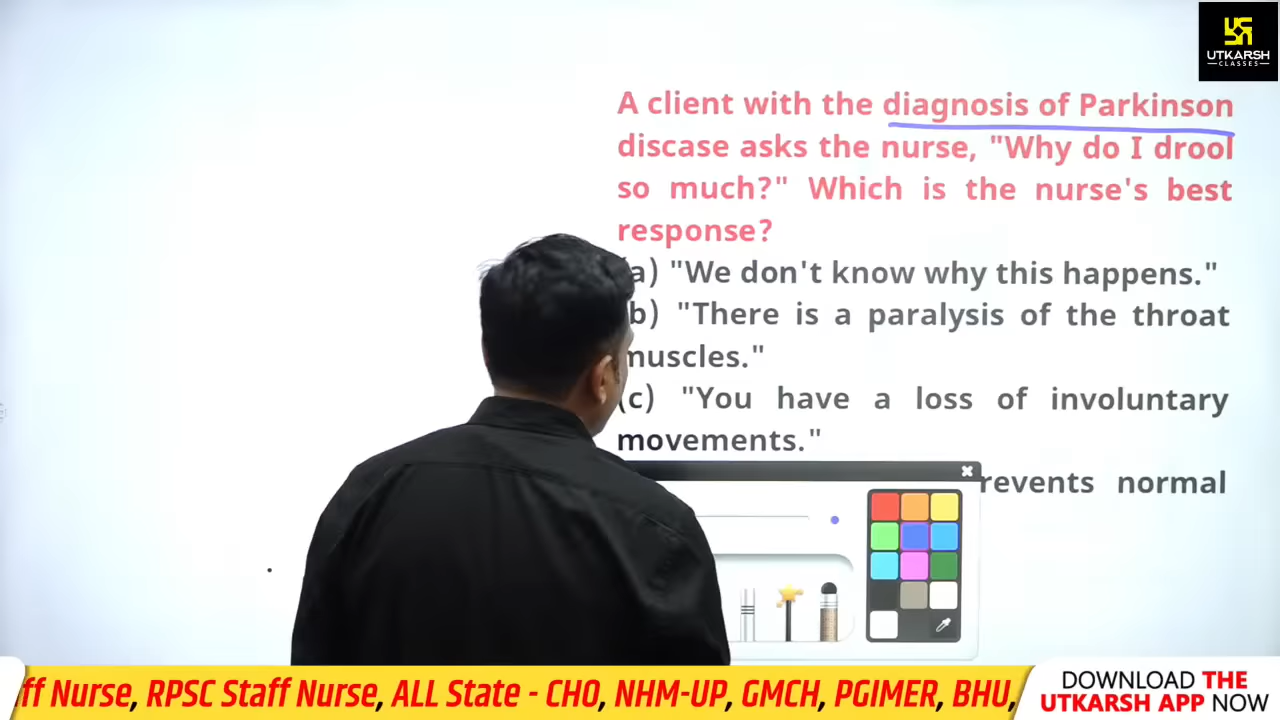 UTKARSH
CLASSES
A client with the diagnosis of Parkinson
discase asks the nurse, "Why do I drool
so much?" Which is the nurse's best
response?
a) "We don't know why this happens."
b) "There is a paralysis of the throat
muscles."
(c) "You have a loss of involuntary
movements."
normal
Nurse, RPSC Staff Nurse, ALL State - CHO, NHM-UP, GMCH, PGIMER, BHU,
DOWNLOAD THE
UTKARSH APP NOW